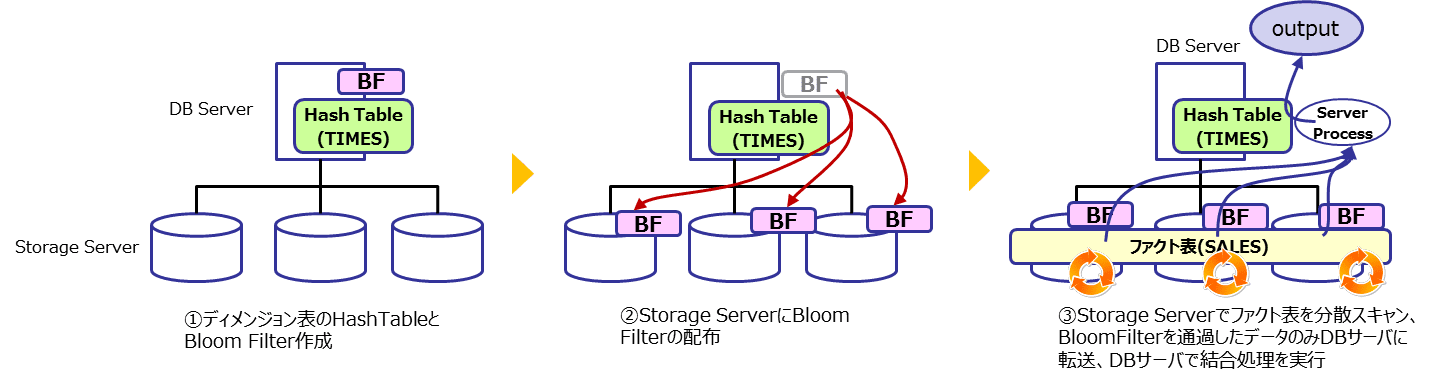 BF
DB Server
Hash Table
(TIMES)
Storage Server
①ディメンジョン表のHashTableと
Bloom Filter作成
BF
Hash Table
(TIMES)
BF
BF
BF
②Storage ServerにBloom
Filterの配布
output
DB Server
Hash Table
(TIMES)
Server
Process
BF
BF
BF
ファクト表(SALES)
③Storage Serverでファクト表を分散スキャン、
BloomFilterを通過したデータのみDBサーバに
転送、DBサーバで結合処理を実行